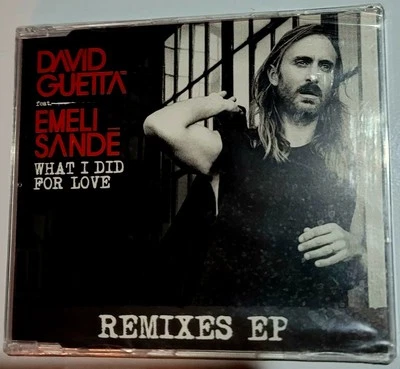 DAVID
GUETTA
feat.
EMELI
SANDÉ
WHAT I DID
FOR LOVE
REMIXES EP